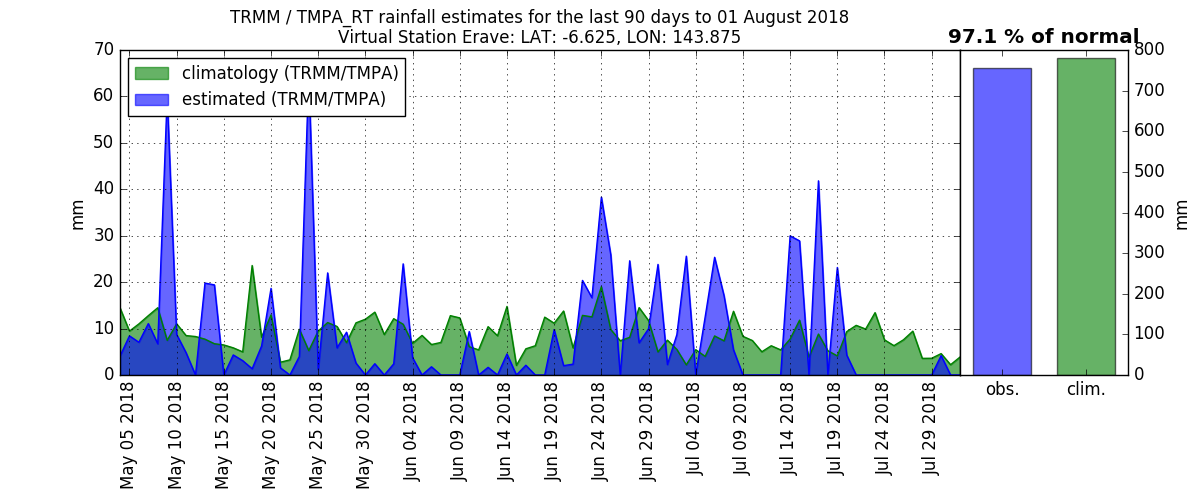 TRMM / TMPA_RT rainfall estimates for the last 90 days to 01 August 2018
Virtual Station Erave: LAT: -6.625, LON: 143.875
97.1 % of normal
climatology (TRMM/TMPA)
estimated (TRMM/TMPA)
70
60
50
40
30
20
10
0
mm
May 05 2018
May 10 2018
May 15 2018
May 20 2018
May 25 2018
May 30 2018
Jun 04 2018
Jun 09 2018
Jun 14 2018
Jun 19 2018
Jun 24 2018
Jun 29 2018
Jul 04 2018
Jul 09 2018
Jul 14 2018
Jul 19 2018
Jul 24 2018
Jul 29 2018
obs.
clim.
800
700
600
500
400
300
200
100
0
mm